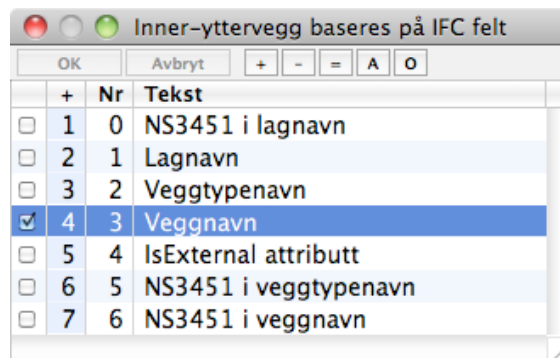 Inner-yttervegg baseres på IFC felt
OK Avbryt + - = A O
+ Nr Tekst
1 0 NS3451 i lagnavn
2 1 Lagnavn
3 2 Veggtypenavn
4 3 Veggnavn
5 4 IsExternal attributt
6 5 NS3451 i veggtypenavn
7 6 NS3451 i veggnavn